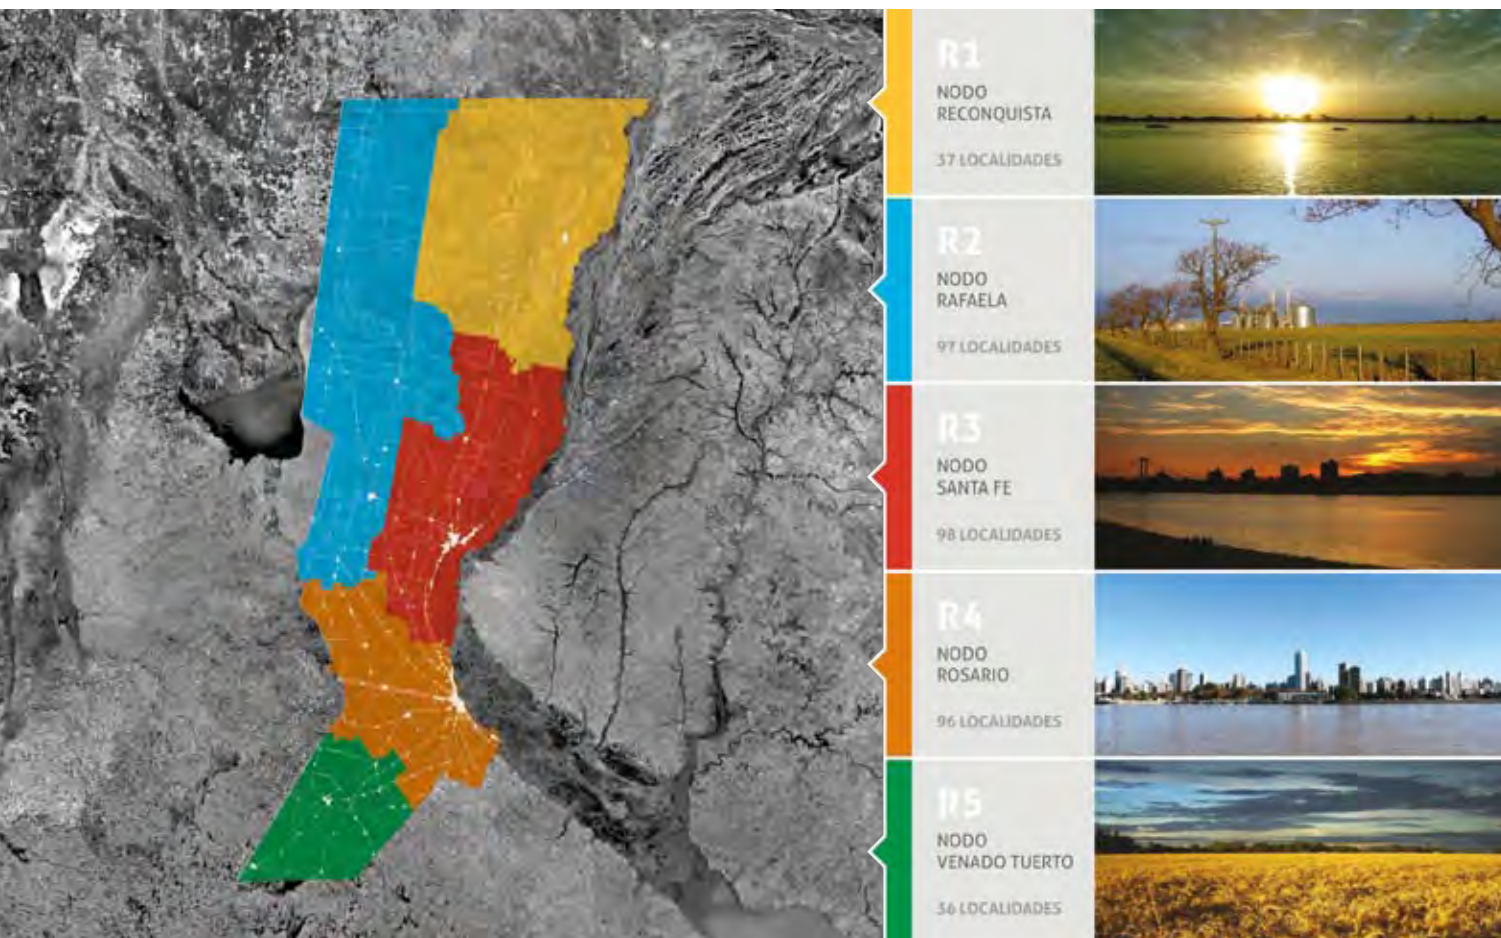 R1
NODO
RECONQUISTA
37 LOCALIDADES
R2
NODO
RAFAELA
97 LOCALIDADES
R3
NODO
SANTA FE
98 LOCALIDADES
R4
NODO
ROSARIO
96 LOCALIDADES
R5
NODO
VENADO TUERTO
36 LOCALIDADES